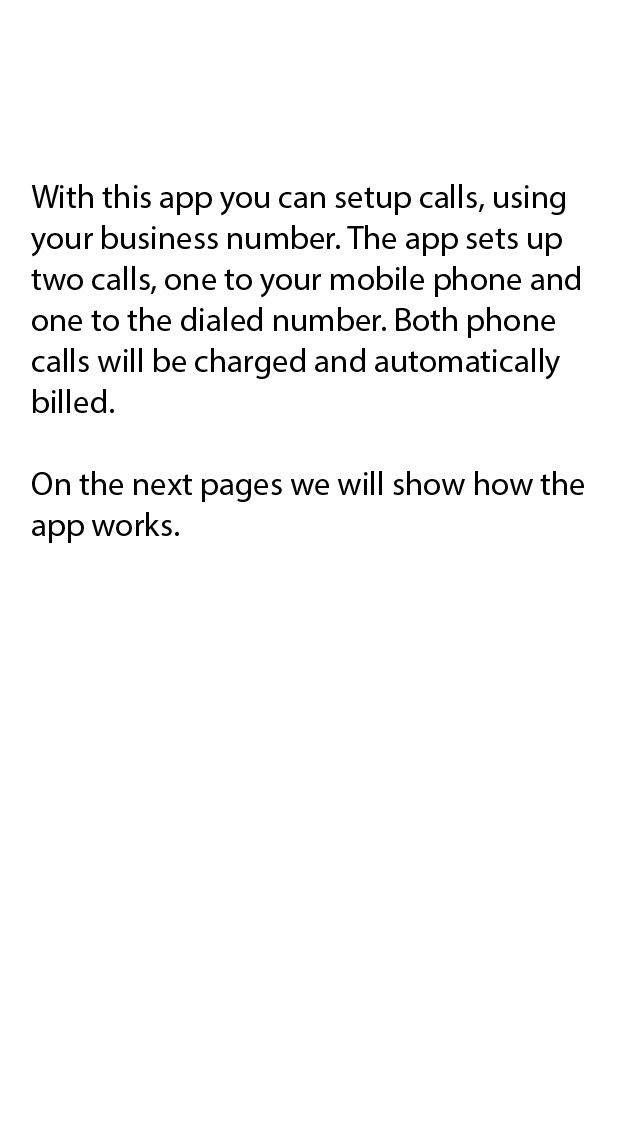 With this app you can setup calls, using
your business number. The app sets up
two calls, one to your mobile phone and
one to the dialed number. Both phone
calls will be charged and automatically
billed.
On the next pages we will show how the
app works.